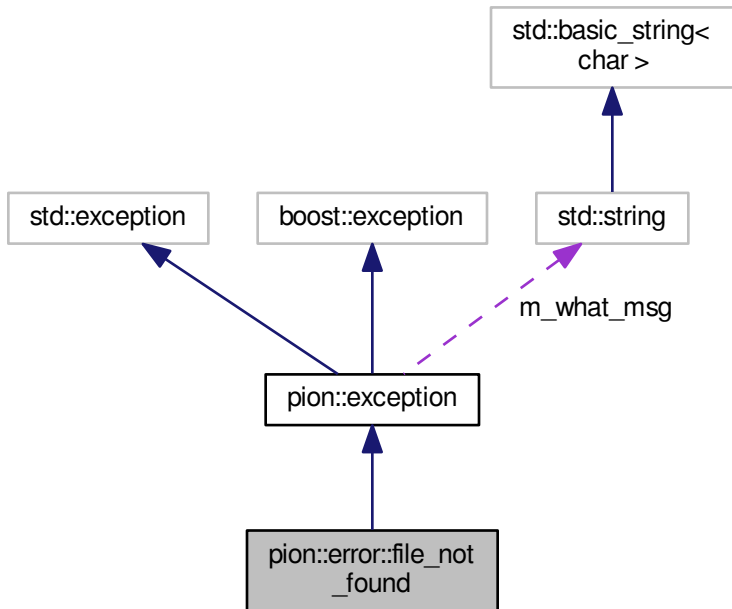 std::basic_string<
char >
std::exception
boost::exception
std::string
m_what_msg
pion::exception
pion::error::file_not
_found